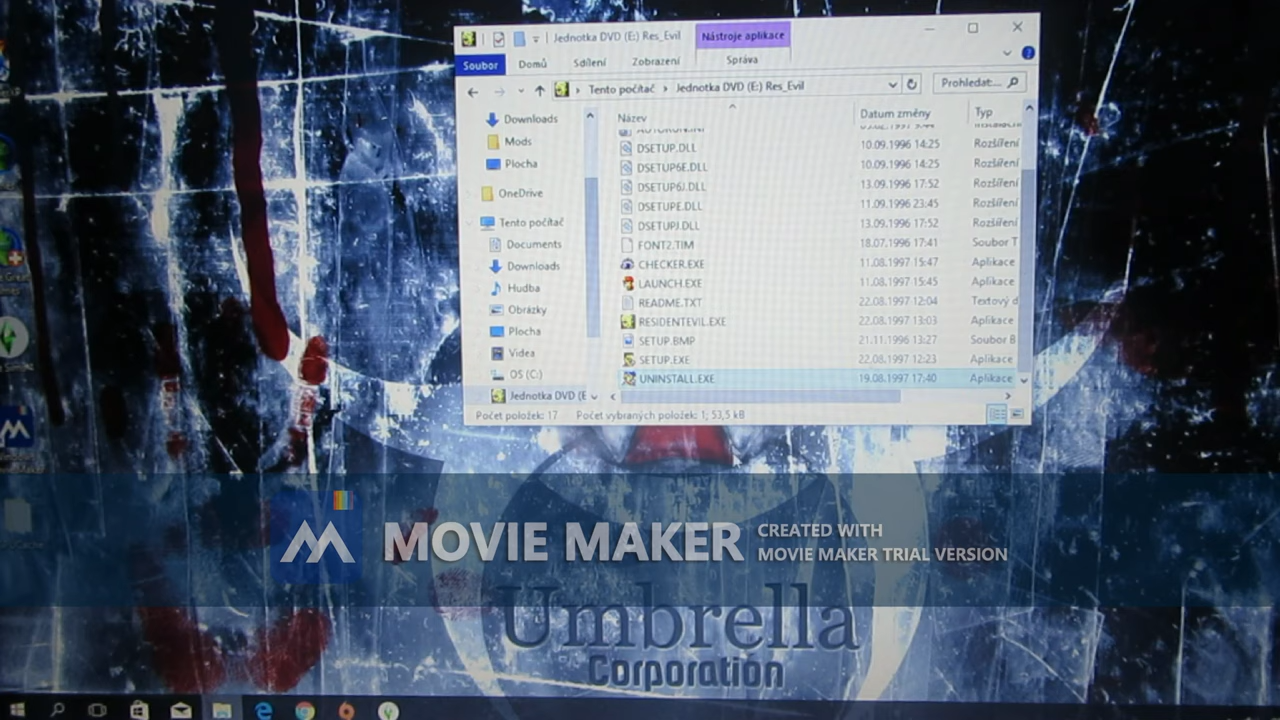 Jednotka DVD (E:) Res_Evil
Nástroje aplikace
Soubor Domů Sdílení Zobrazení Správa
Tento počítač › Jednotka DVD (E:) Res_Evil
Prohledat:...
Název Datum změny Typ
Downloads
Mods
Plocha
OneDrive
Tento počítač
Documents
Downloads
Hudba
Obrázky
Plocha
Videa
OS (C:)
Jednotka DVD (E
DSETUP.DLL 10.09.1996 14:25 Rozšíření
DSETUP6E.DLL 10.09.1996 14:25 Rozšíření
DSETUP6J.DLL 13.09.1996 17:52 Rozšíření
DSETUPE.DLL 11.09.1996 23:45 Rozšíření
DSETUPJ.DLL 13.09.1996 17:52 Rozšíření
FONT2.TIM 18.07.1996 17:41 Soubor T
CHECKER.EXE 11.08.1997 15:47 Aplikace
LAUNCH.EXE 11.08.1997 15:45 Aplikace
README.TXT 22.08.1997 12:04 Textový d
RESIDENTEVIL.EXE 22.08.1997 13:03 Aplikace
SETUP.BMP 21.11.1996 13:27 Soubor B
SETUP.EXE 22.08.1997 12:23 Aplikace
UNINSTALL.EXE 19.08.1997 17:40 Aplikace
Počet položek: 17 Počet vybraných položek: 1; 53,5 kB
MOVIE MAKER
CREATED WITH
MOVIE MAKER TRIAL VERSION
Umbrella
Corporation